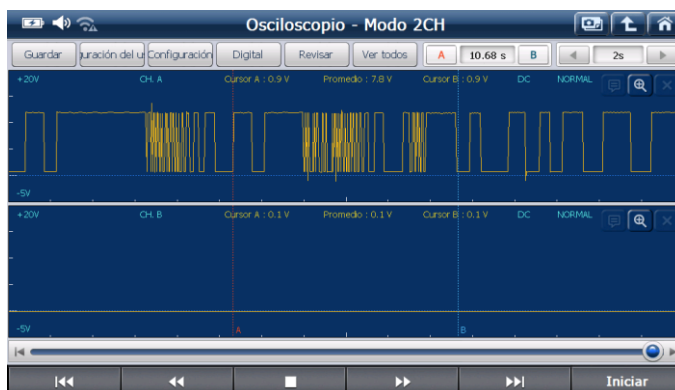 Osciloscopio - Modo 2CH
Guardar uración del u Configuración Digital Revisar Ver todos A 10.68 s B 2s
+20V CH. A Cursor A : 0.9 V Promedio : 7.8 V Cursor B : 0.9 V DC NORMAL
-5V
+20V CH. B Cursor A : 0.1 V Promedio : 0.1 V Cursor B : 0.1 V DC NORMAL
-5V A B
Iniciar